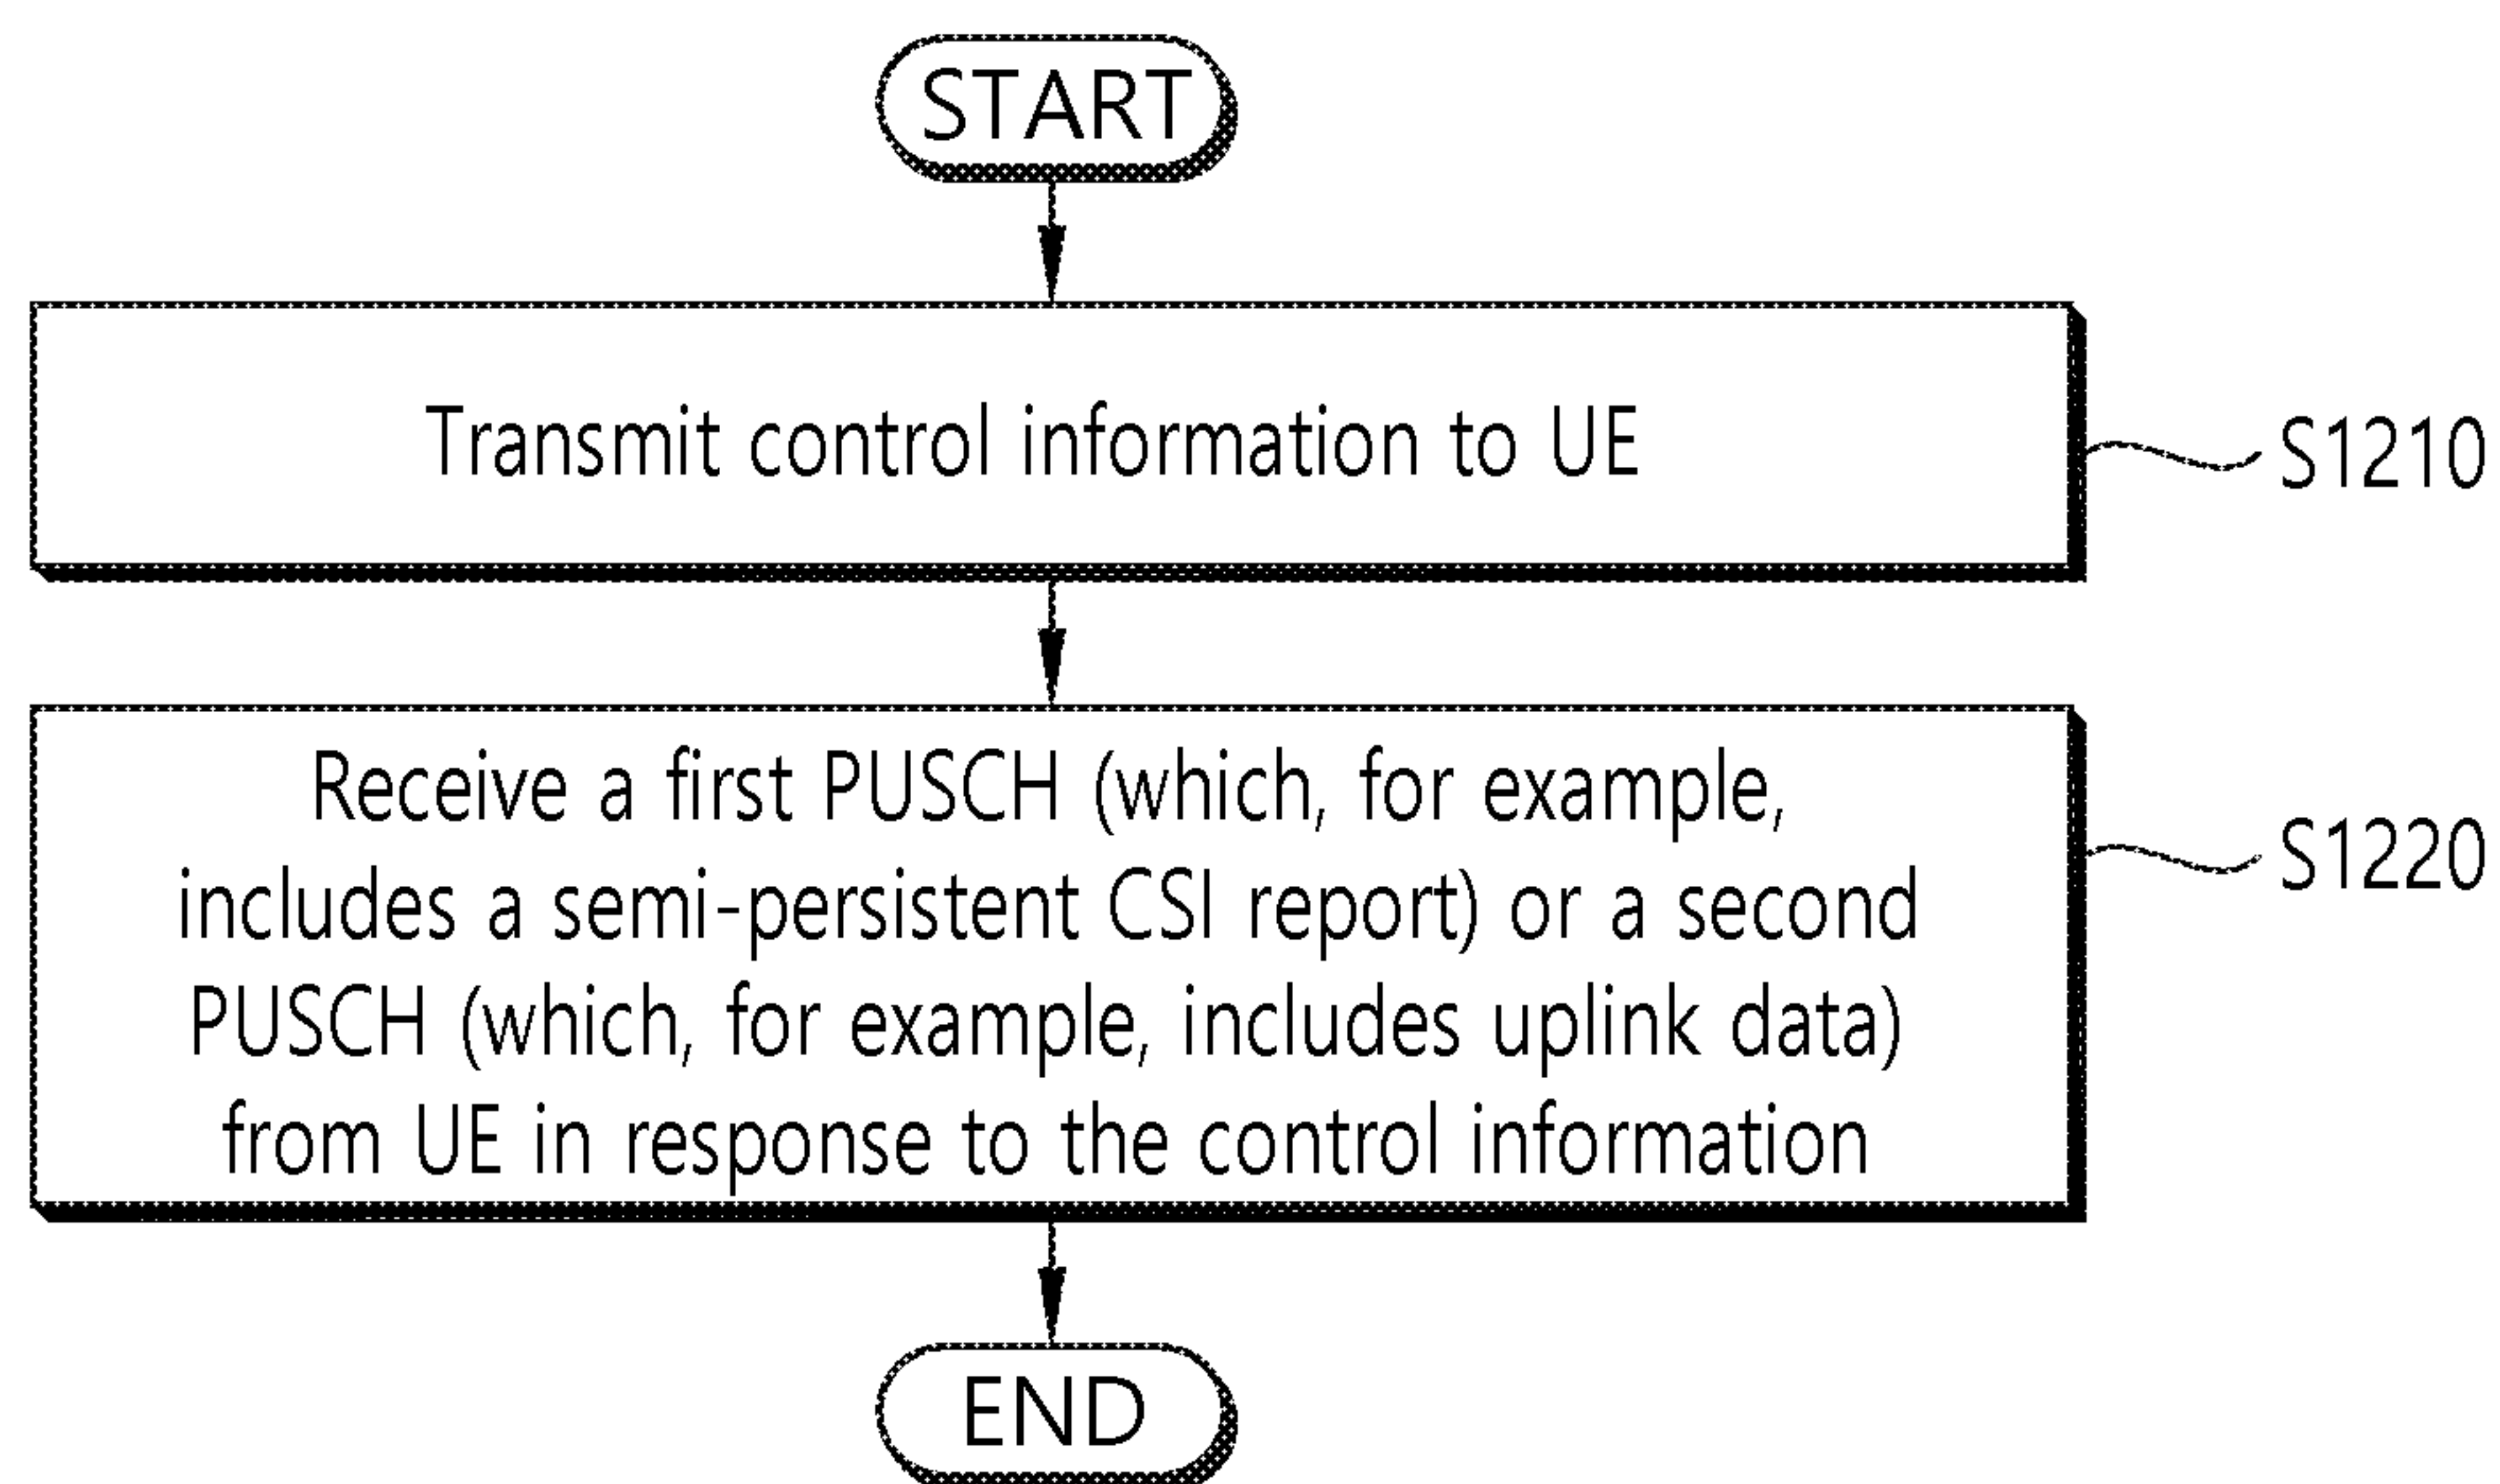 START
Transmit control information to UE
S1210
Receive a first PUSCH (which, for example,
includes a semi-persistent CSI report) or a second
PUSCH (which, for example, includes uplink data)
from UE in response to the control information
S1220
END